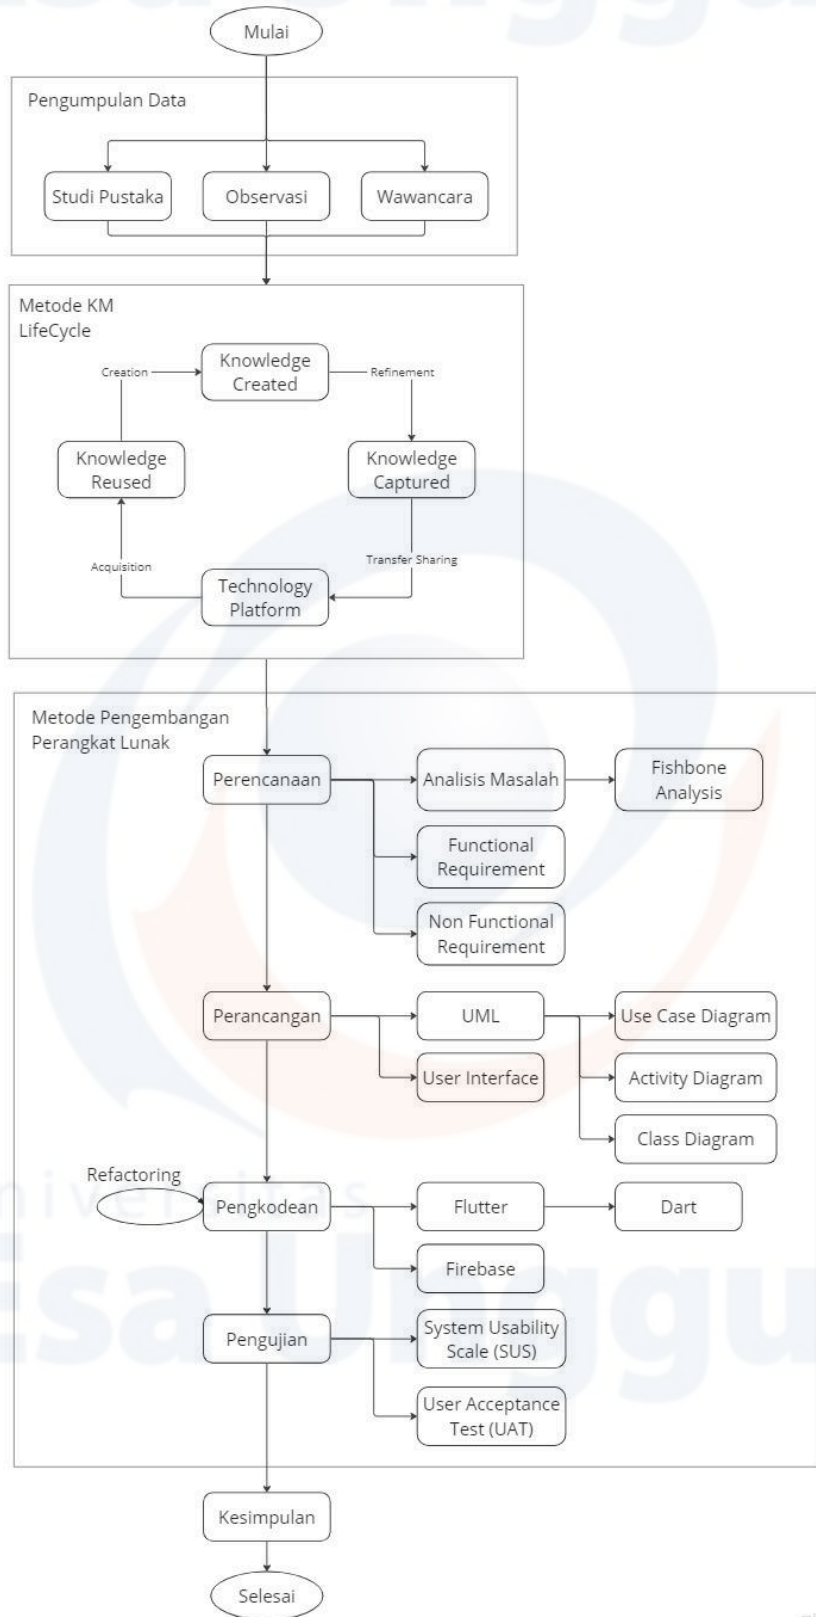 Mulai
Pengumpulan Data
Studi Pustaka
Observasi
Wawancara
Metode KM
LifeCycle
Creation
Knowledge
Created
Refinement
Knowledge
Reused
Knowledge
Captured
Acquisition
Transfer Sharing
Technology
Platform
Metode Pengembangan
Perangkat Lunak
Perencanaan
Analisis Masalah
Fishbone
Analysis
Functional
Requirement
Non Functional
Requirement
Perancangan
UML
Use Case Diagram
User Interface
Activity Diagram
Class Diagram
Refactoring
Pengkodean
Flutter
Dart
Firebase
Pengujian
System Usability
Scale (SUS)
User Acceptance
Test (UAT)
Kesimpulan
Selesai
niversitas
Esa Unggu